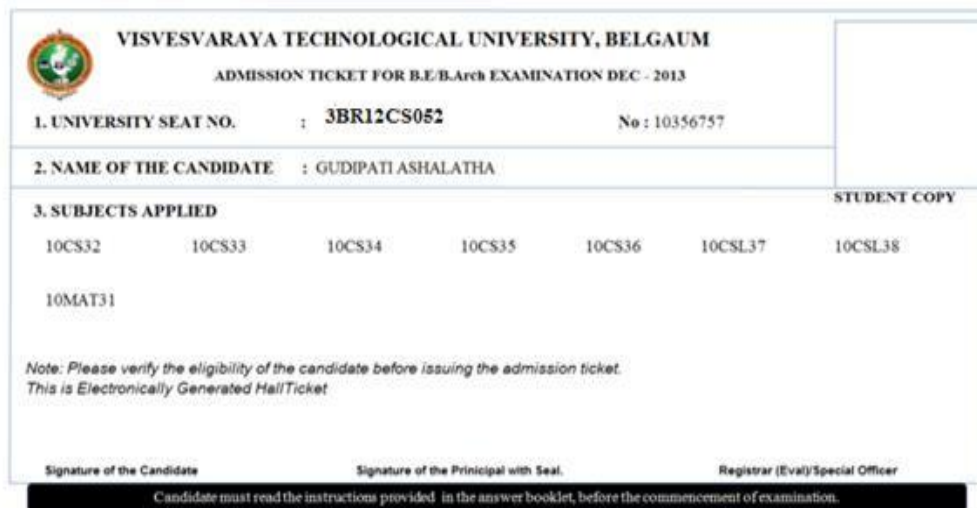 VISVESVARAYA TECHNOLOGICAL UNIVERSITY, BELGAUM
ADMISSION TICKET FOR B.E/B.Arch EXAMINATION DEC - 2013
1. UNIVERSITY SEAT NO. : 3BR12CS052 No : 10356757
2. NAME OF THE CANDIDATE : GUDIPATI ASHALATHA
STUDENT COPY
3. SUBJECTS APPLIED
10CS32 10CS33 10CS34 10CS35 10CS36 10CSL37 10CSL38
10MAT31
Note: Please verify the eligibility of the candidate before issuing the admission ticket.
This is Electronically Generated HallTicket
Signature of the Candidate Signature of the Prinicipal with Seal. Registrar (Eval)/Special Officer
Candidate must read the instructions provided in the answer booklet, before the commencement of examination.